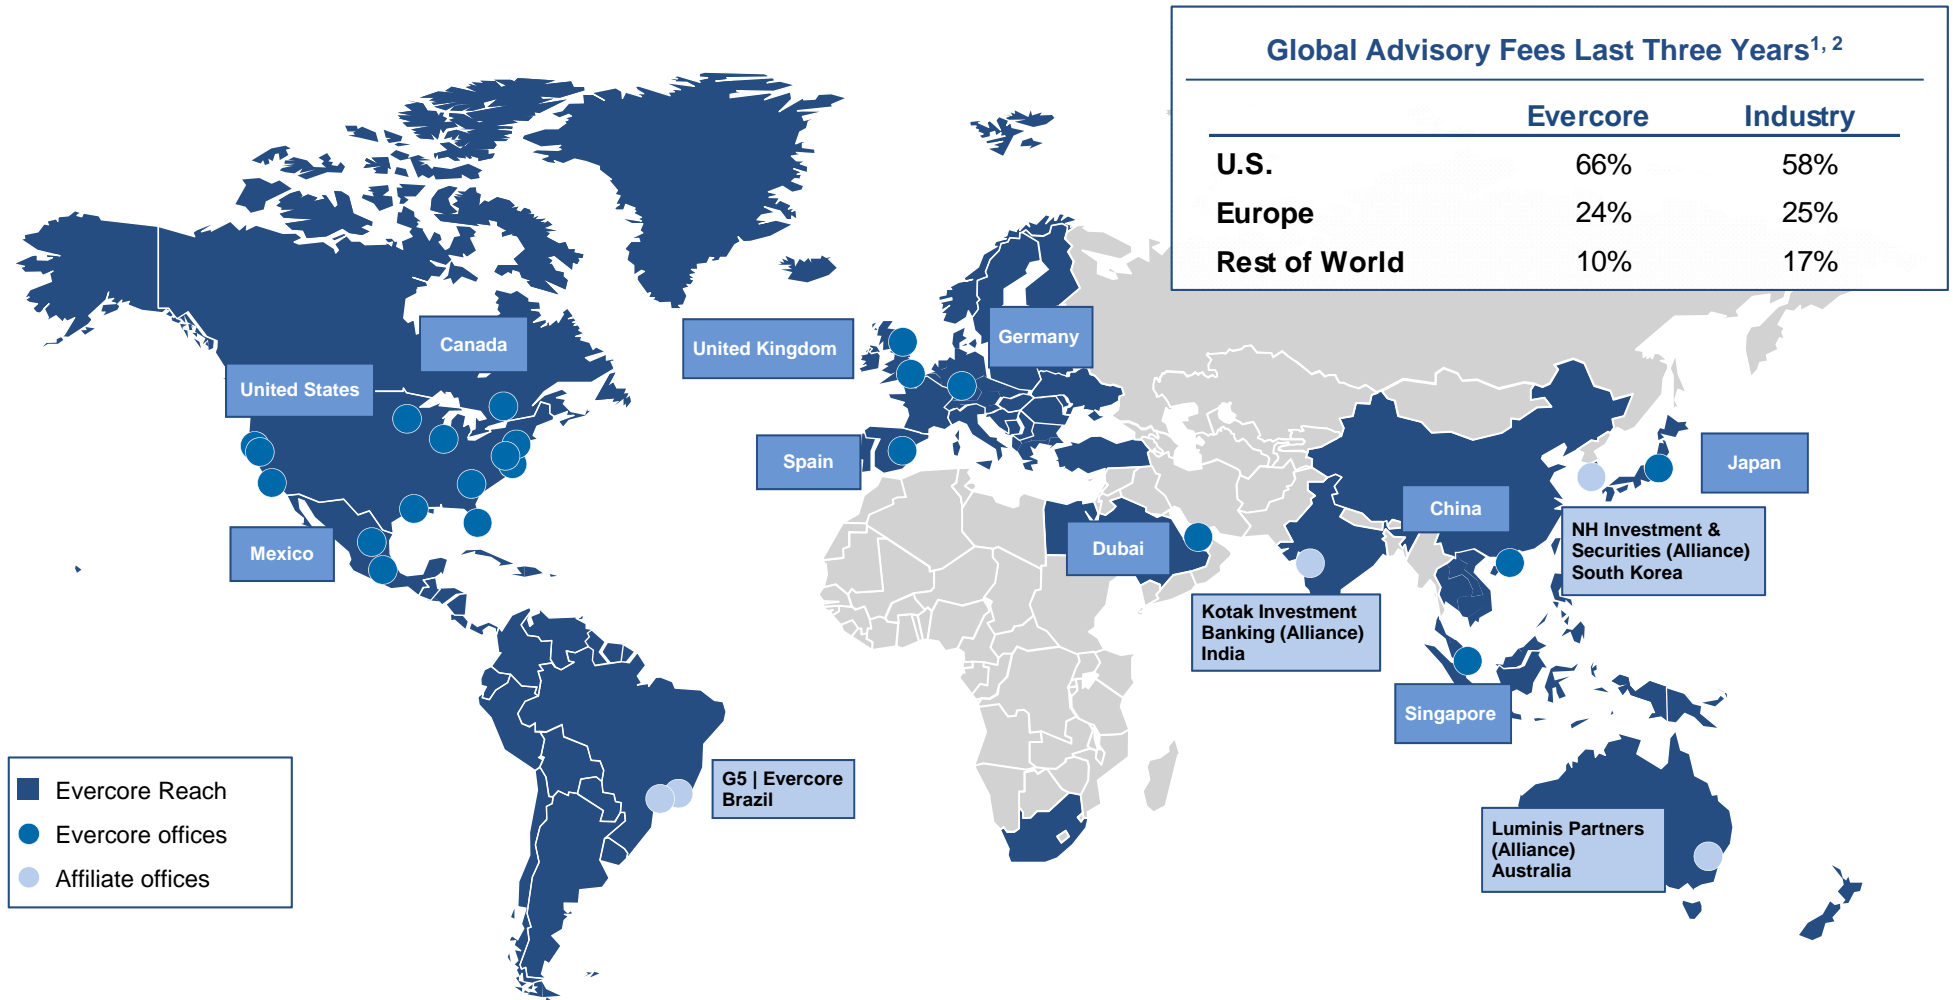 Global Advisory Fees Last Three Years1, 2
Evercore Industry
U.S. 66% 58%
Europe 24% 25%
Rest of World 10% 17%
Canada
United States
Mexico
United Kingdom
Germany
Spain
Dubai
China
Japan
NH Investment &
Securities (Alliance)
South Korea
Kotak Investment
Banking (Alliance)
India
Singapore
G5 | Evercore
Brazil
Luminis Partners
(Alliance)
Australia
Evercore Reach
Evercore offices
Affiliate offices